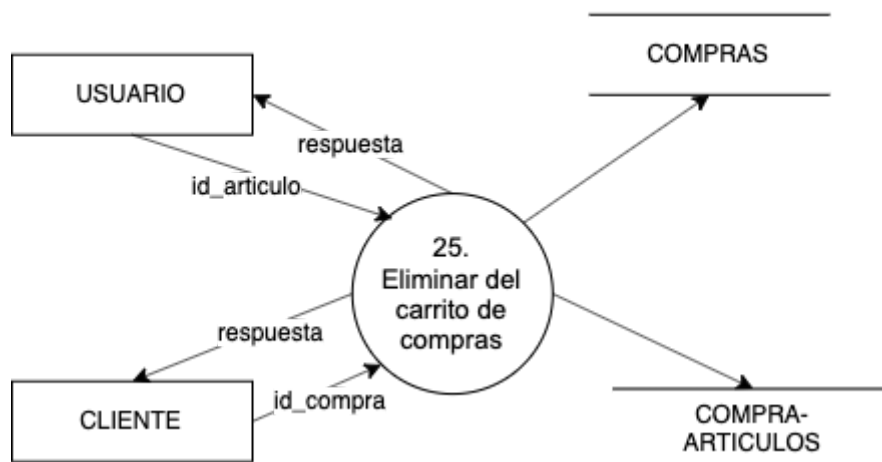 COMPRAS
USUARIO
respuesta
id_articulo
25.
Eliminar del
carrito de
compras
respuesta
id_compra
CLIENTE
COMPRA-
ARTICULOS